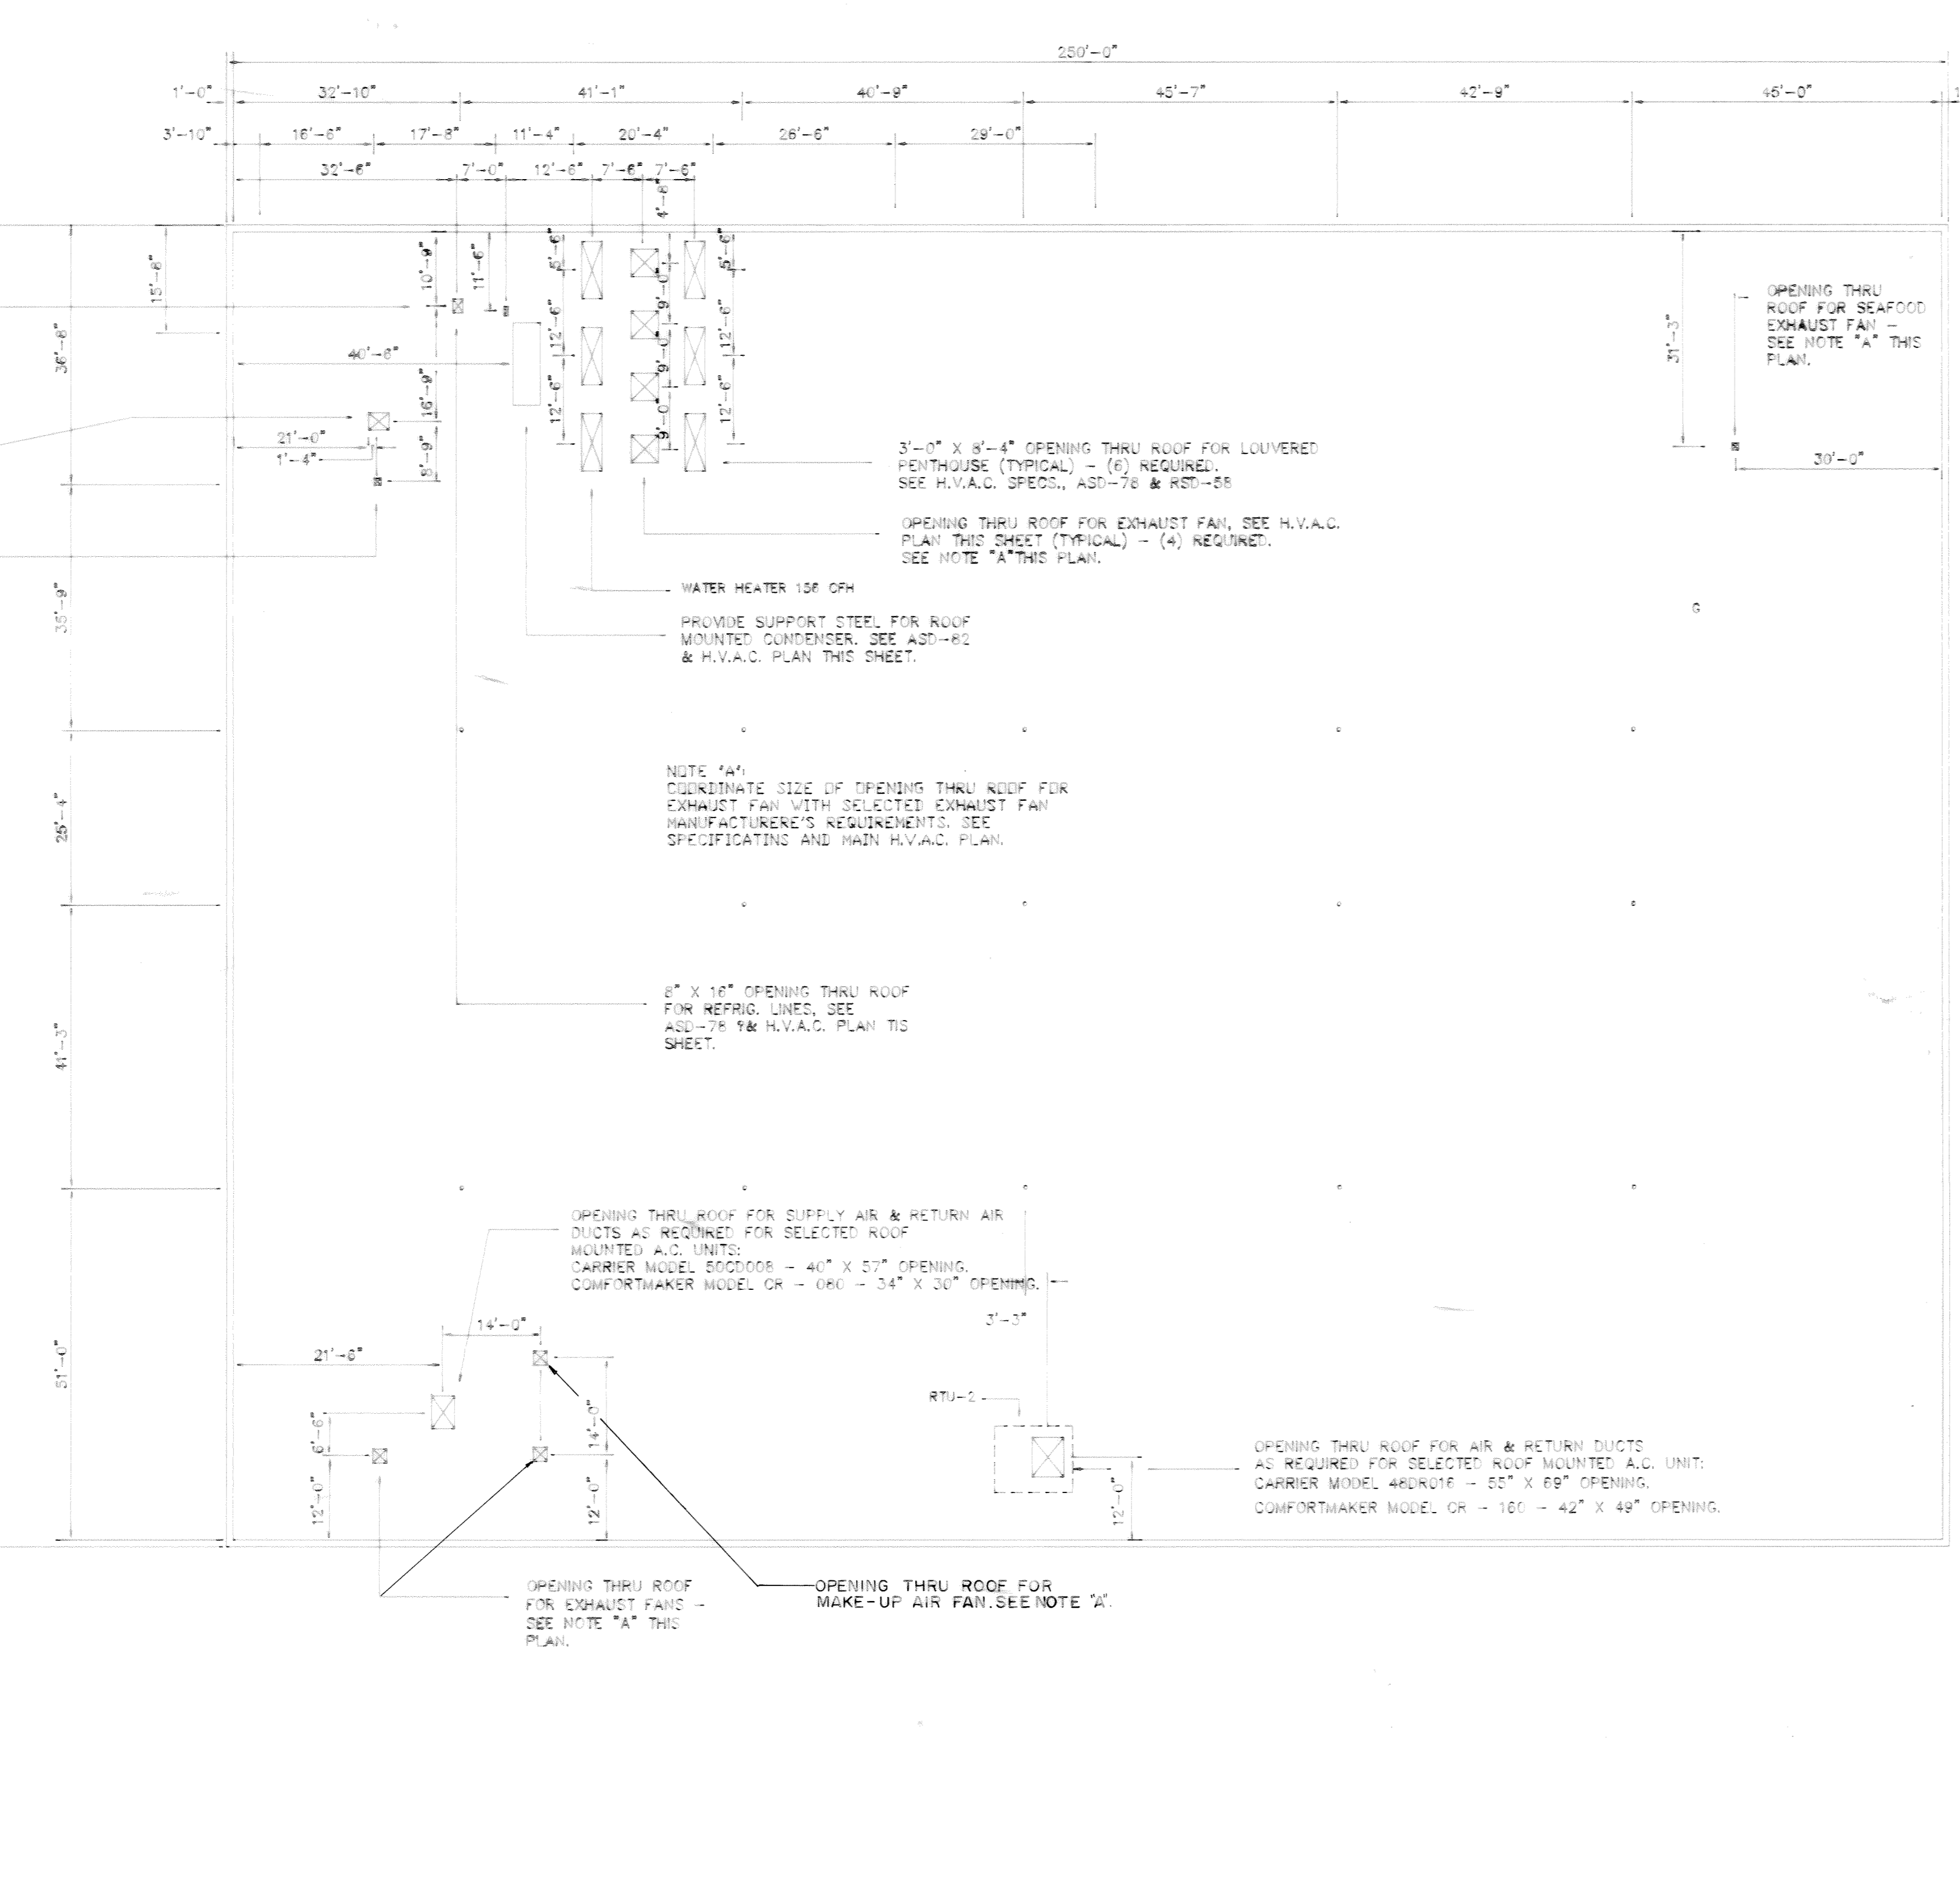 250'-0"
1'-0" 32'-10" 41'-1" 40'-9" 45'-7" 42'-9" 45'-0"
3'-10" 16'-6" 17'-8" 11'-4" 20'-4" 26'-6" 29'-0"
32'-6" 7'-0" 12'-6" 7'-6" 7'-6"
4'-8"
15'-8"
36'-8"
10'-9"
11'-6"
5'-6"
9'-0"
5'-6"
12'-6"
9'-0"
12'-6"
40'-6"
16'-9"
12'-6"
9'-0"
12'-6"
21'-0"
1'-4"
8'-9"
31'-3"
OPENING THRU
ROOF FOR SEAFOOD
EXHAUST FAN -
SEE NOTE "A" THIS
PLAN.
30'-0"
3'-0" X 8'-4" OPENING THRU ROOF FOR LOUVERED
PENTHOUSE (TYPICAL) - (6) REQUIRED.
SEE H.V.A.C. SPECS., ASD-78 & RSD-58
OPENING THRU ROOF FOR EXHAUST FAN, SEE H.V.A.C.
PLAN THIS SHEET (TYPICAL) - (4) REQUIRED.
SEE NOTE "A"THIS PLAN.
WATER HEATER 156 CFH
PROVIDE SUPPORT STEEL FOR ROOF
MOUNTED CONDENSER. SEE ASD-82
& H.V.A.C. PLAN THIS SHEET.
G
35'-9"
NOTE "A":
COORDINATE SIZE OF OPENING THRU ROOF FOR
EXHAUST FAN WITH SELECTED EXHAUST FAN
MANUFACTURERE'S REQUIREMENTS. SEE
SPECIFICATINS AND MAIN H.V.A.C. PLAN.
25'-4"
8" X 16" OPENING THRU ROOF
FOR REFRIG. LINES, SEE
ASD-78 9& H.V.A.C. PLAN TIS
SHEET.
41'-3"
OPENING THRU ROOF FOR SUPPLY AIR & RETURN AIR
DUCTS AS REQUIRED FOR SELECTED ROOF
MOUNTED A.C. UNITS:
CARRIER MODEL 50CD008 - 40" X 57" OPENING.
COMFORTMAKER MODEL CR - 080 - 34" X 30" OPENING.
3'-3"
14'-0"
21'-6"
51'-0"
RTU-2
6'-6"
14'-0"
12'-0"
12'-0"
12'-0"
OPENING THRU ROOF FOR AIR & RETURN DUCTS
AS REQUIRED FOR SELECTED ROOF MOUNTED A.C. UNIT:
CARRIER MODEL 48DR016 - 55" X 69" OPENING.
COMFORTMAKER MODEL CR - 160 - 42" X 49" OPENING.
OPENING THRU ROOF
FOR EXHAUST FANS -
SEE NOTE "A" THIS
PLAN.
OPENING THRU ROOF FOR
MAKE-UP AIR FAN.SEE NOTE "A".